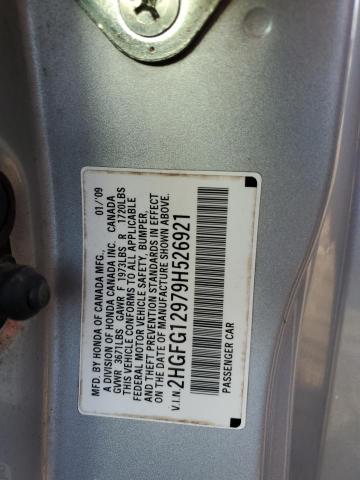 MFD. BY HONDA OF CANADA MFG., 01/'09
A DIVISION OF HONDA CANADA INC. CANADA
GVWR 3671LBS GAWR F 1973LBS R 1720LBS
THIS VEHICLE CONFORMS TO ALL APPLICABLE
FEDERAL MOTOR VEHICLE SAFETY, BUMPER,
AND THEFT PREVENTION STANDARDS IN EFFECT
ON THE DATE OF MANUFACTURE SHOWN ABOVE.
V.I.N. 2HGFG12979H526921
PASSENGER CAR